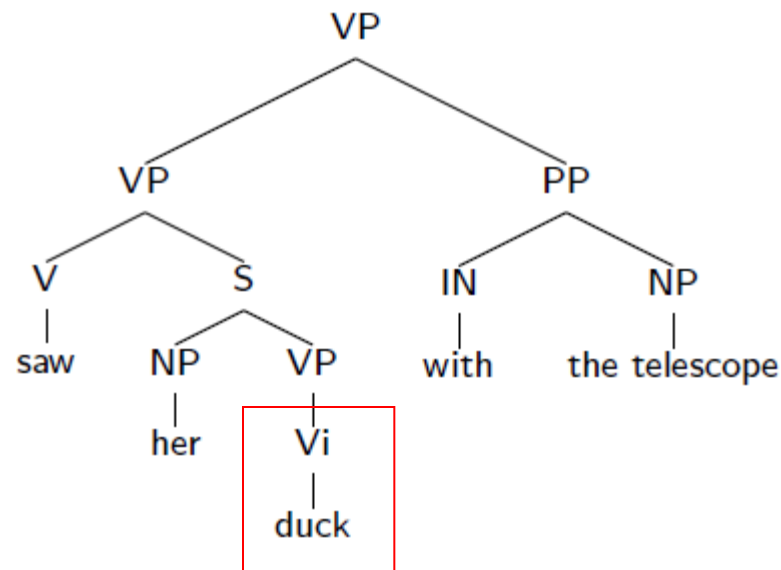 VP
VP PP
V S IN NP
saw NP VP with the telescope
her Vi
duck